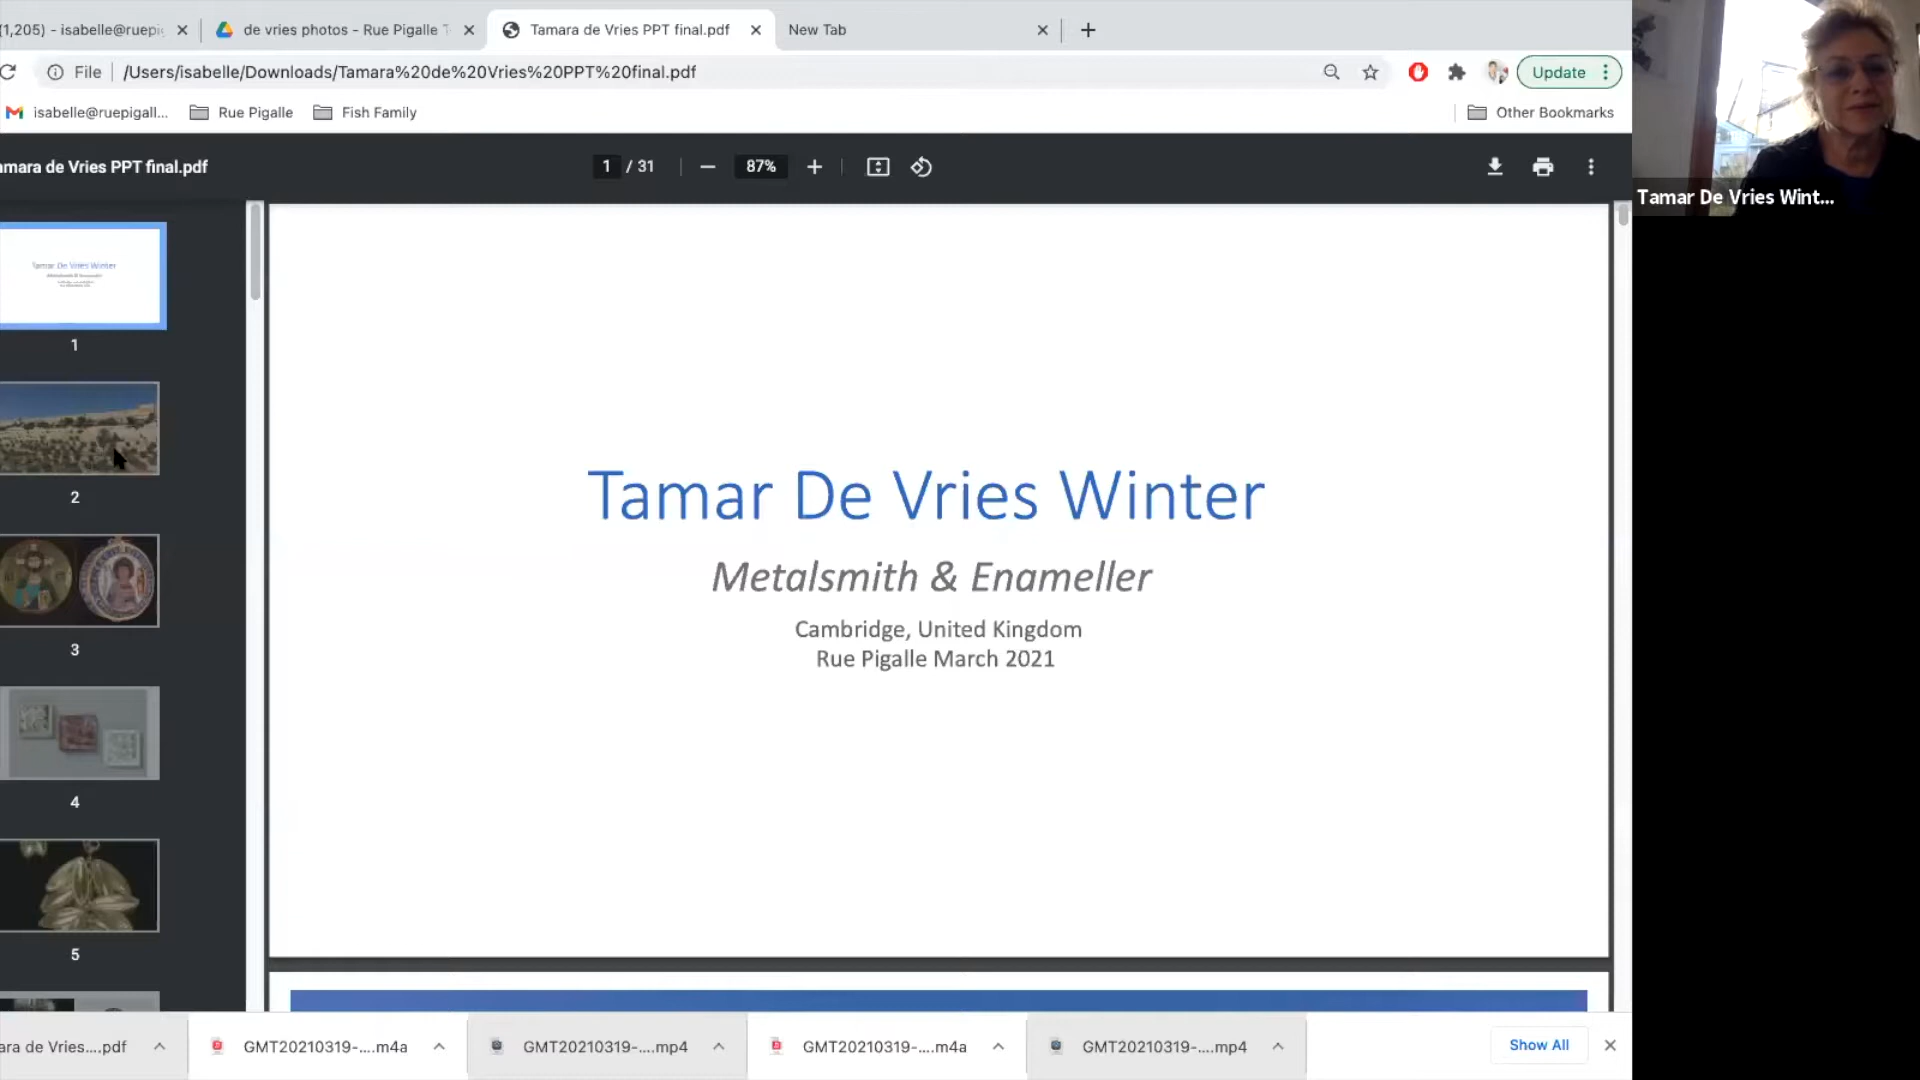 (1,205) - isabelle@ruepi
de vries photos - Rue Pigalle
Tamara de Vries PPT final.pdf
New Tab
File
/Users/isabelle/Downloads/Tamara%20de%20Vries%20PPT%20final.pdf
Update
isabelle@ruepigall...
Rue Pigalle
Fish Family
Other Bookmarks
amara de Vries PPT final.pdf
1 / 31
87%
Tamar De Vries Wint...
Tamar De Vries Winter
1
2
3
4
5
Tamar De Vries Winter
Metalsmith & Enameller
Cambridge, United Kingdom
Rue Pigalle March 2021
ara de Vries....pdf
GMT20210319-....m4a
GMT20210319-....mp4
GMT20210319-....m4a
GMT20210319-....mp4
Show All